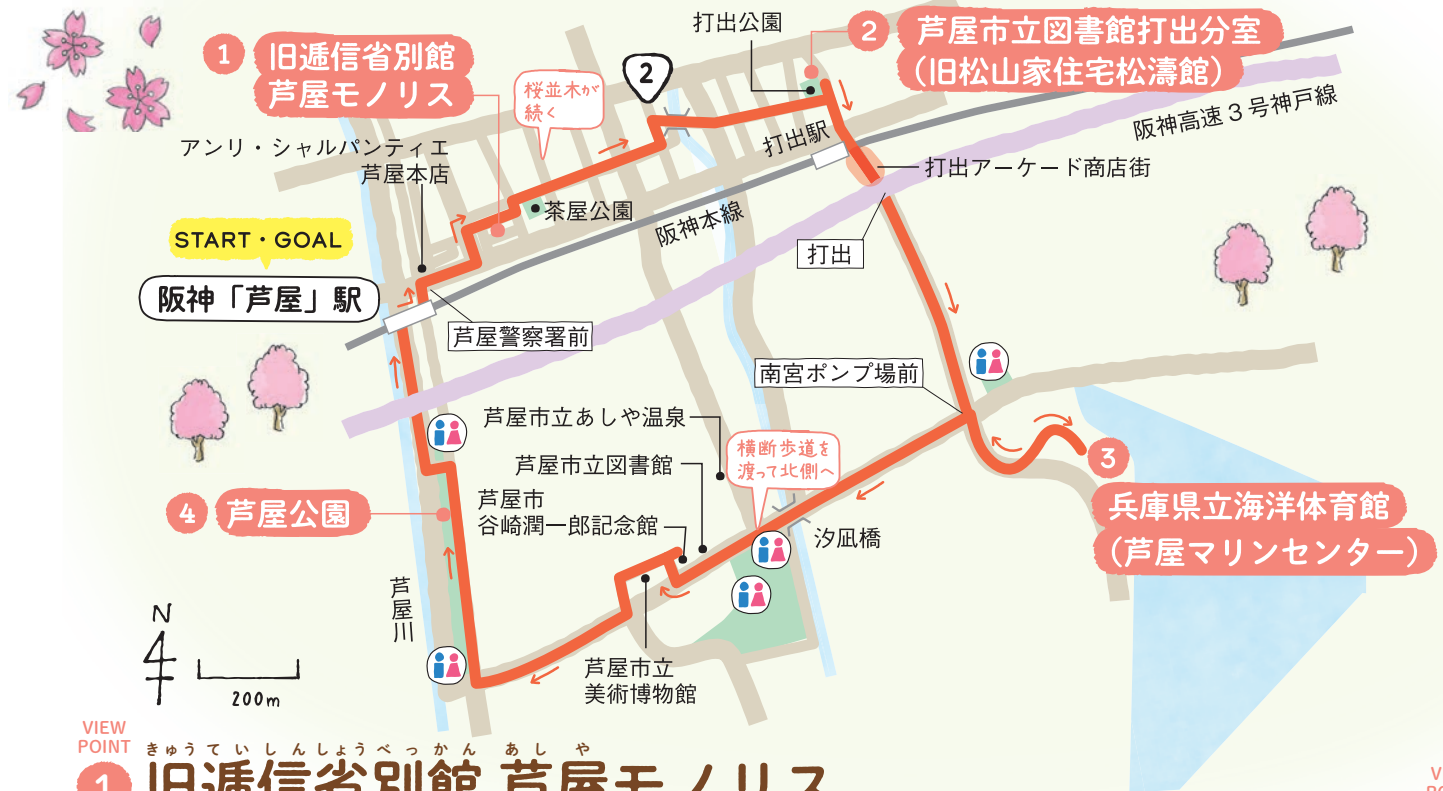 1
旧逓信省別館
芦屋モノリス
打出公園
2
芦屋市立図書館打出分室
(旧松山家住宅松濤館)
2
桜並木が
続く
アンリ・シャルパンティエ
芦屋本店
打出駅
阪神高速3号神戸線
打出アーケード商店街
茶屋公園
阪神本線
START・GOAL
阪神「芦屋」駅
打出
芦屋警察署前
南宮ポンプ場前
芦屋市立あしや温泉
横断歩道を
渡って北側へ
芦屋市立図書館
3
兵庫県立海洋体育館
(芦屋マリンセンター)
4
芦屋公園
芦屋市
谷崎潤一郎記念館
汐凪橋
芦屋川
N
200m
芦屋市立
美術博物館
VIEW
POINT
1
きゅうていしんしょうべっかん あしや
旧逓信省別館 芦屋モノリス